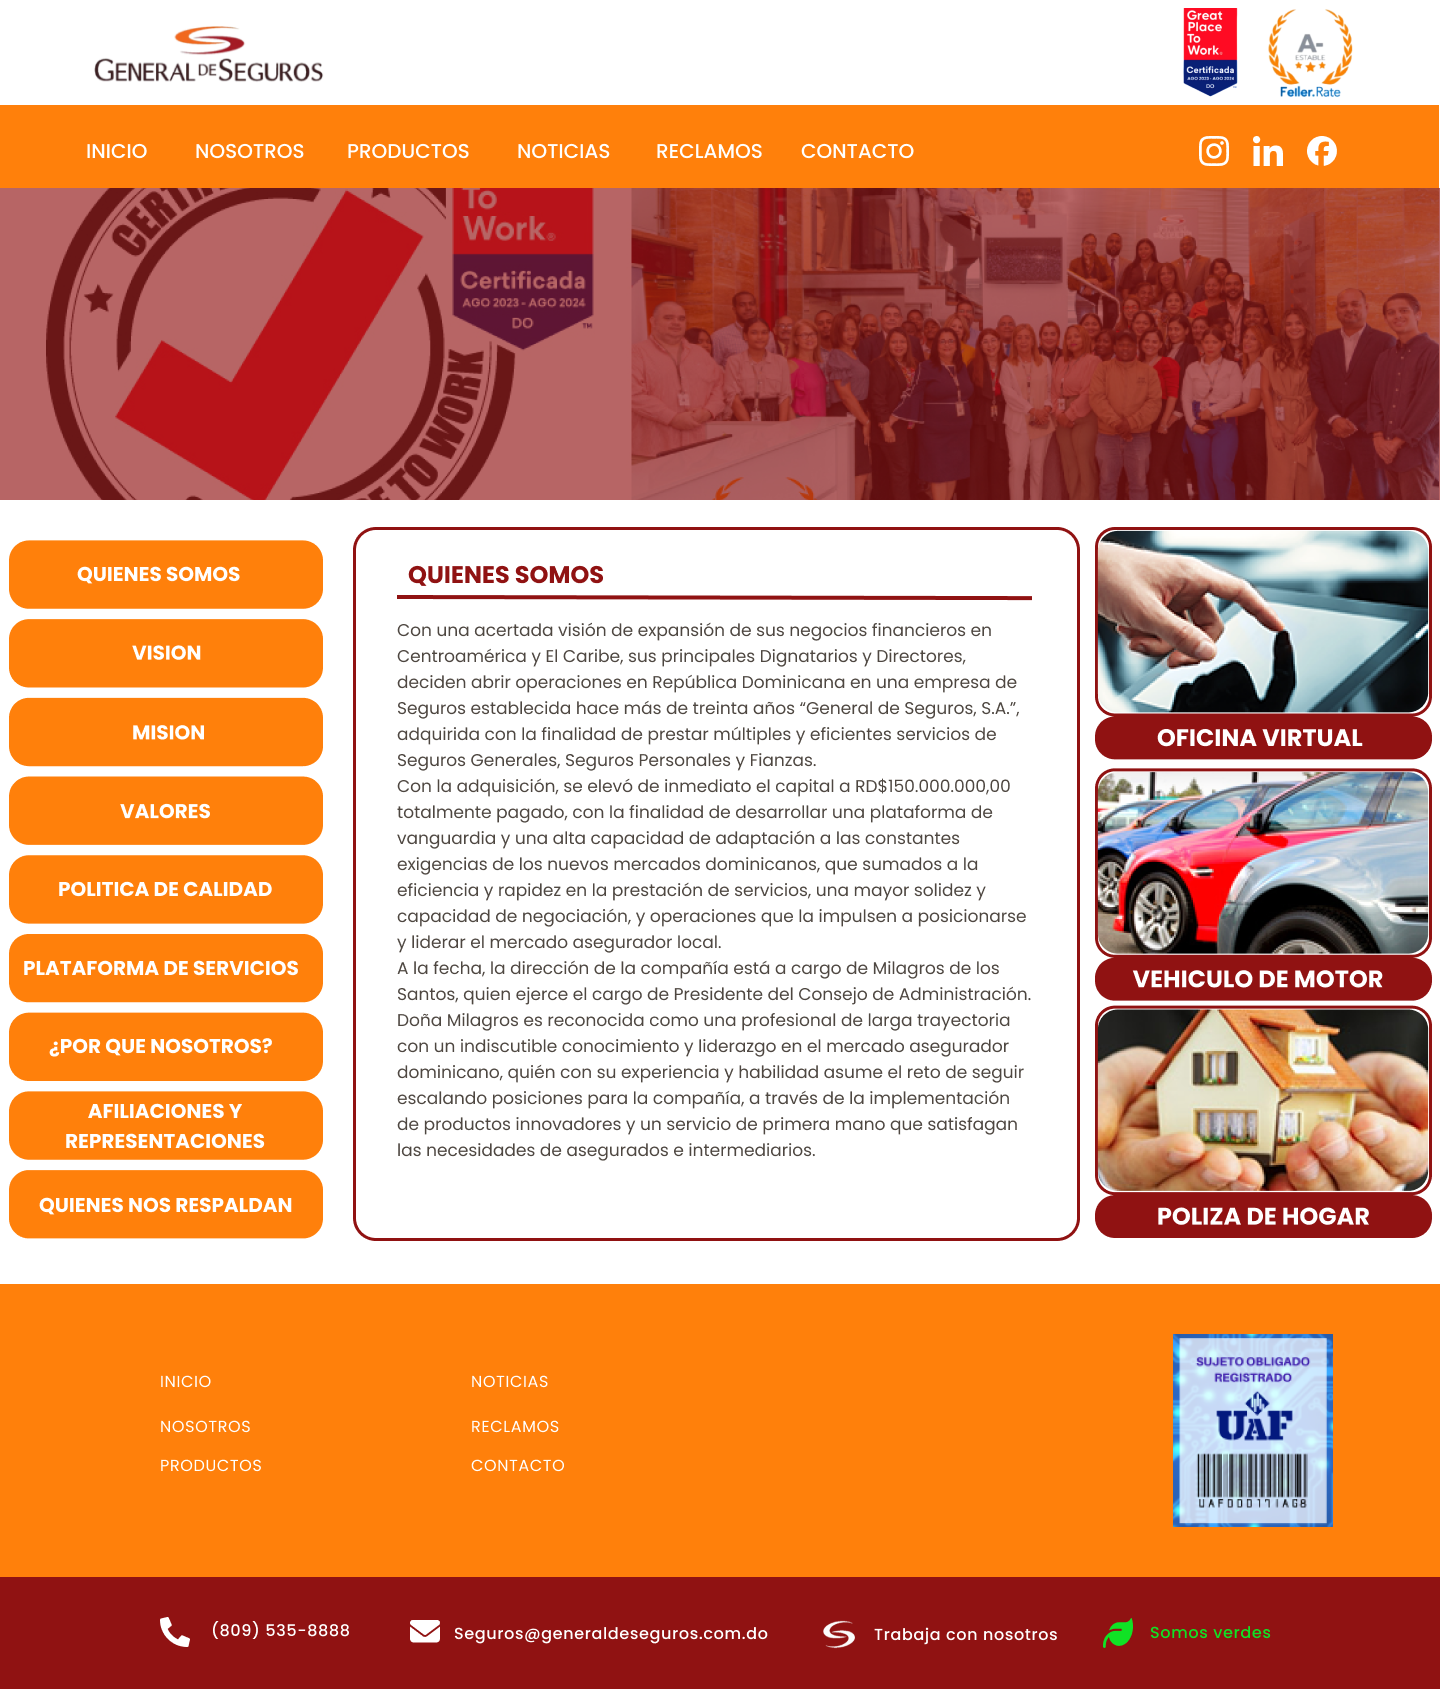 GENERAL DE SEGUROS
Great
Place
To
Work®
Certificada
AGO 2023 - AGO 2024
DO
A-
ESTABLE
Feller.Rate
INICIO NOSOTROS PRODUCTOS NOTICIAS RECLAMOS CONTACTO
To
Work®
Certificada
AGO 2023 - AGO 2024
DO
™
TO WORK
QUIENES SOMOS
VISION
MISION
VALORES
POLITICA DE CALIDAD
PLATAFORMA DE SERVICIOS
¿POR QUE NOSOTROS?
AFILIACIONES Y
REPRESENTACIONES
QUIENES NOS RESPALDAN
QUIENES SOMOS
Con una acertada visión de expansión de sus negocios financieros en
Centroamérica y El Caribe, sus principales Dignatarios y Directores,
deciden abrir operaciones en República Dominicana en una empresa de
Seguros establecida hace más de treinta años “General de Seguros, S.A.”,
adquirida con la finalidad de prestar múltiples y eficientes servicios de
Seguros Generales, Seguros Personales y Fianzas.
Con la adquisición, se elevó de inmediato el capital a RD$150.000.000,00
totalmente pagado, con la finalidad de desarrollar una plataforma de
vanguardia y una alta capacidad de adaptación a las constantes
exigencias de los nuevos mercados dominicanos, que sumados a la
eficiencia y rapidez en la prestación de servicios, una mayor solidez y
capacidad de negociación, y operaciones que la impulsen a posicionarse
y liderar el mercado asegurador local.
A la fecha, la dirección de la compañía está a cargo de Milagros de los
Santos, quien ejerce el cargo de Presidente del Consejo de Administración.
Doña Milagros es reconocida como una profesional de larga trayectoria
con un indiscutible conocimiento y liderazgo en el mercado asegurador
dominicano, quién con su experiencia y habilidad asume el reto de seguir
escalando posiciones para la compañía, a través de la implementación
de productos innovadores y un servicio de primera mano que satisfagan
las necesidades de asegurados e intermediarios.
OFICINA VIRTUAL
VEHICULO DE MOTOR
POLIZA DE HOGAR
INICIO
NOSOTROS
PRODUCTOS
NOTICIAS
RECLAMOS
CONTACTO
SUJETO OBLIGADO
REGISTRADO
UAF
UAF000171AG8
(809) 535-8888
Seguros@generaldeseguros.com.do
Trabaja con nosotros
Somos verdes